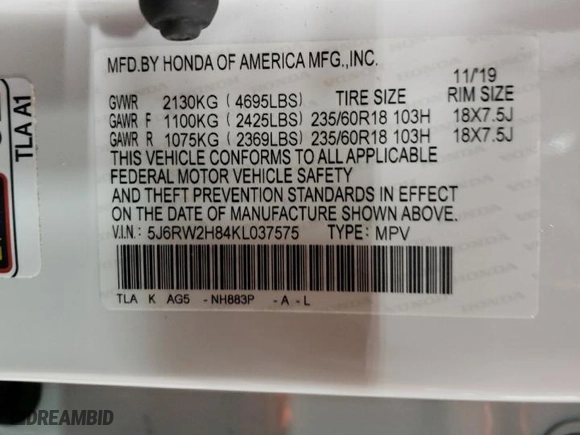 MFD.BY HONDA OF AMERICA MFG.,INC.
11/'19
GVWR 2130KG (4695LBS) TIRE SIZE RIM SIZE
GAWR F 1100KG (2425LBS) 235/60R18 103H 18X7.5J
GAWR R 1075KG (2369LBS) 235/60R18 103H 18X7.5J
THIS VEHICLE CONFORMS TO ALL APPLICABLE
FEDERAL MOTOR VEHICLE SAFETY
AND THEFT PREVENTION STANDARDS IN EFFECT
ON THE DATE OF MANUFACTURE SHOWN ABOVE.
V.I.N: 5J6RW2H84KL037575 TYPE: MPV
TLA K AG5 -NH883P -A-L
TLA A1
DREAMBID